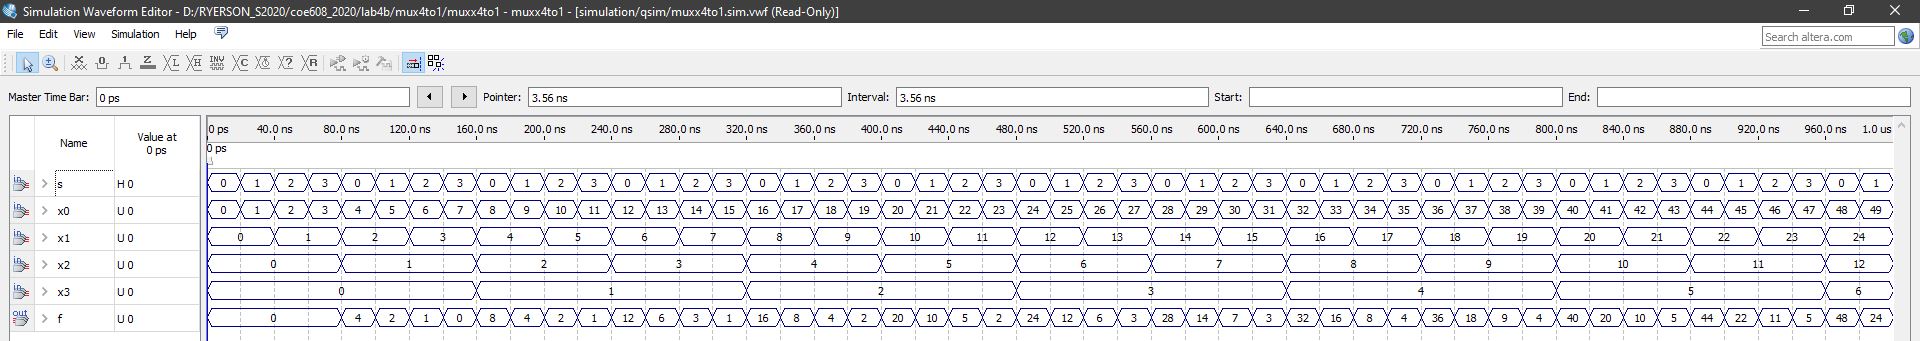 Simulation Waveform Editor - D:/RYERSON_S2020/coe608_2020/lab4b/mux4to1/muxx4to1 - muxx4to1 - [simulation/qsim/muxx4to1.sim.vwf (Read-Only)]
File Edit View Simulation Help
Search altera.com
Master Time Bar: 0 ps Pointer: 3.56 ns Interval: 3.56 ns Start: End:
Name Value at 0 ps 0 ps 40.0 ns 80.0 ns 120.0 ns 160.0 ns 200.0 ns 240.0 ns 280.0 ns 320.0 ns 360.0 ns 400.0 ns 440.0 ns 480.0 ns 520.0 ns 560.0 ns 600.0 ns 640.0 ns 680.0 ns 720.0 ns 760.0 ns 800.0 ns 840.0 ns 880.0 ns 920.0 ns 960.0 ns 1.0 us
0 ps
in s H 0 0 1 2 3 0 1 2 3 0 1 2 3 0 1 2 3 0 1 2 3 0 1 2 3 0 1 2 3 0 1 2 3 0 1 2 3 0 1 2 3 0 1 2 3 0 1 2 3 0 1
in x0 U 0 0 1 2 3 4 5 6 7 8 9 10 11 12 13 14 15 16 17 18 19 20 21 22 23 24 25 26 27 28 29 30 31 32 33 34 35 36 37 38 39 40 41 42 43 44 45 46 47 48 49
in x1 U 0 0 1 2 3 4 5 6 7 8 9 10 11 12 13 14 15 16 17 18 19 20 21 22 23 24
in x2 U 0 0 1 2 3 4 5 6 7 8 9 10 11 12
in x3 U 0 0 1 2 3 4 5 6
out f U 0 0 4 2 1 0 8 4 2 1 12 6 3 1 16 8 4 2 20 10 5 2 24 12 6 3 28 14 7 3 32 16 8 4 36 18 9 4 40 20 10 5 44 22 11 5 48 24